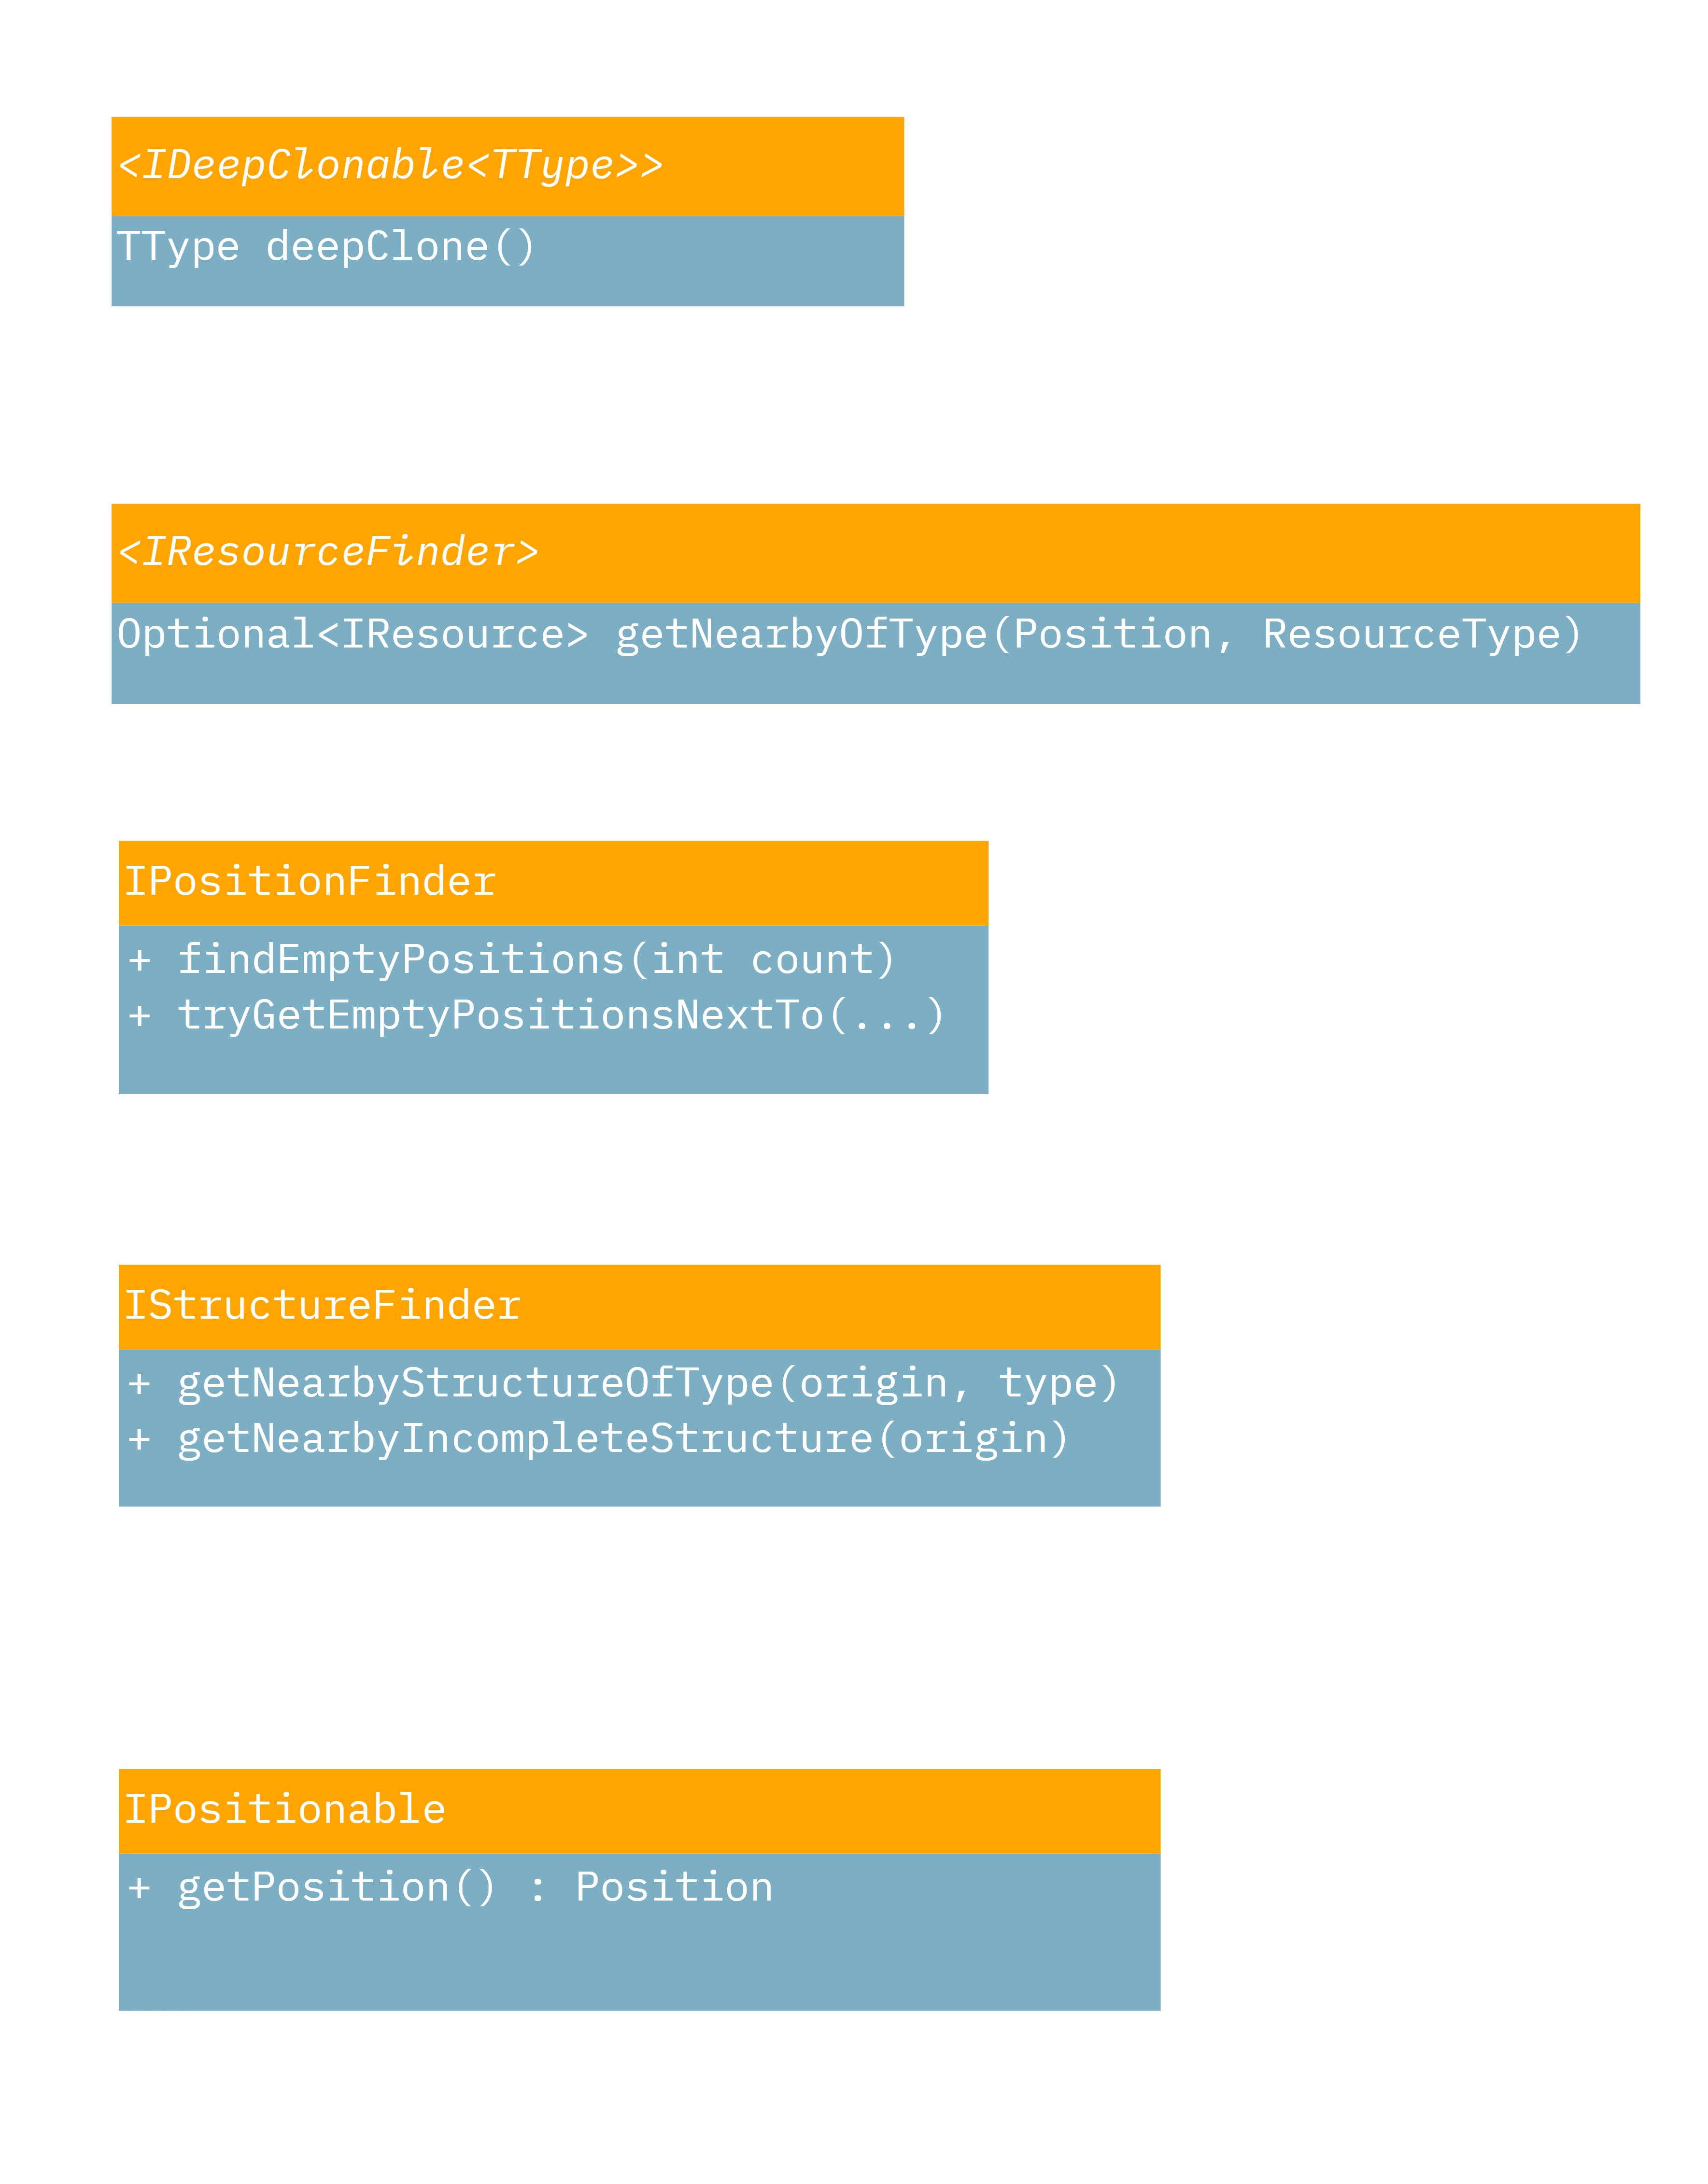 <IDeepClonable<TType>>
TType deepClone()
<IResourceFinder>
Optional<IResource> getNearbyOfType(Position, ResourceType)
IPositionFinder
+ findEmptyPositions(int count)
+ tryGetEmptyPositionsNextTo(...)
IStructureFinder
+ getNearbyStructureOfType(origin, type)
+ getNearbyIncompleteStructure(origin)
IPositionable
+ getPosition() : Position